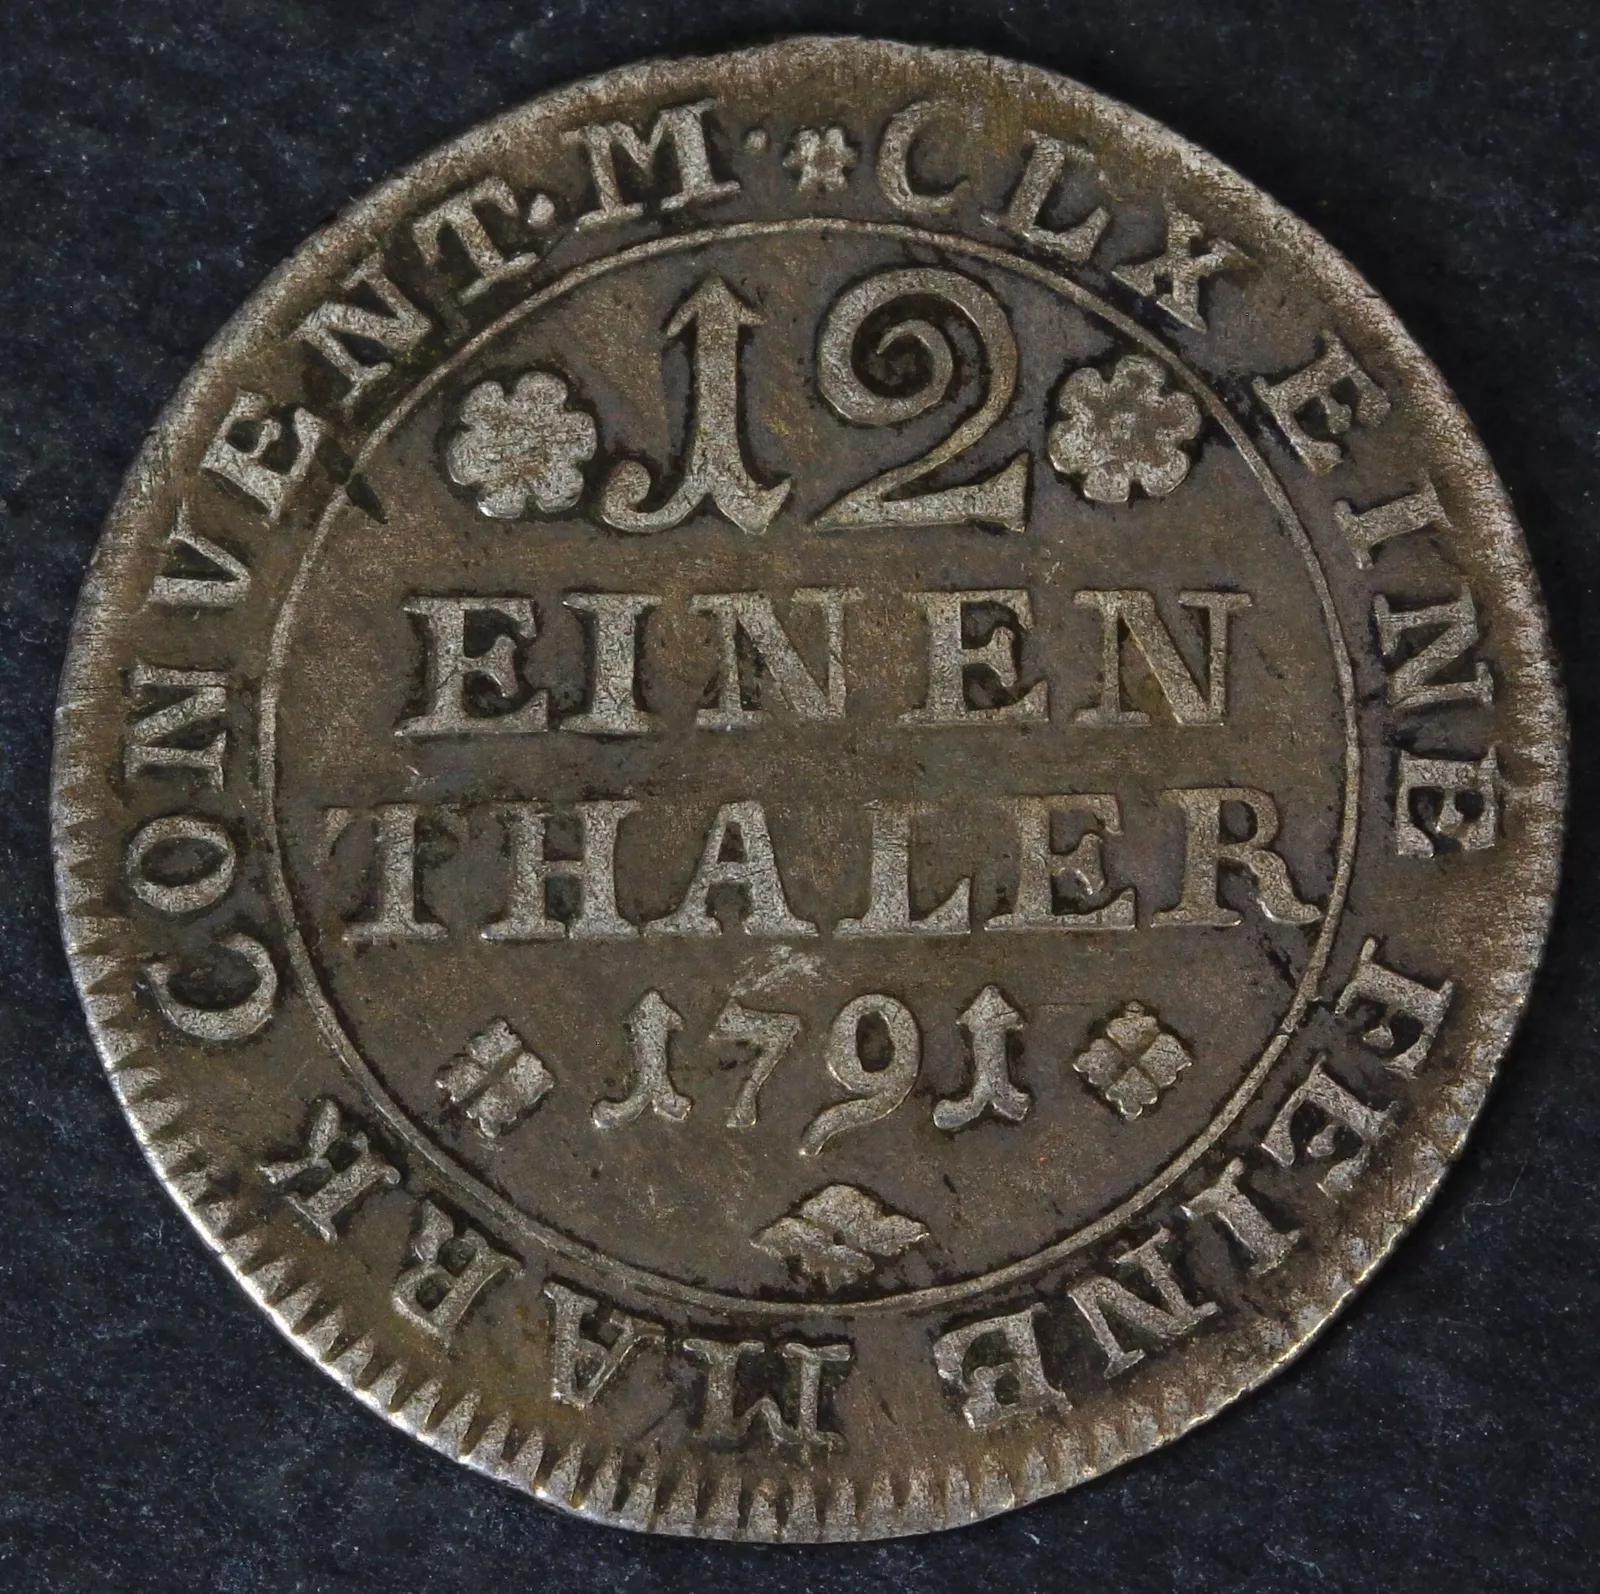 CLX EINE FEINE MARK CONVENT.M.
12
EINEN
THALER
1791